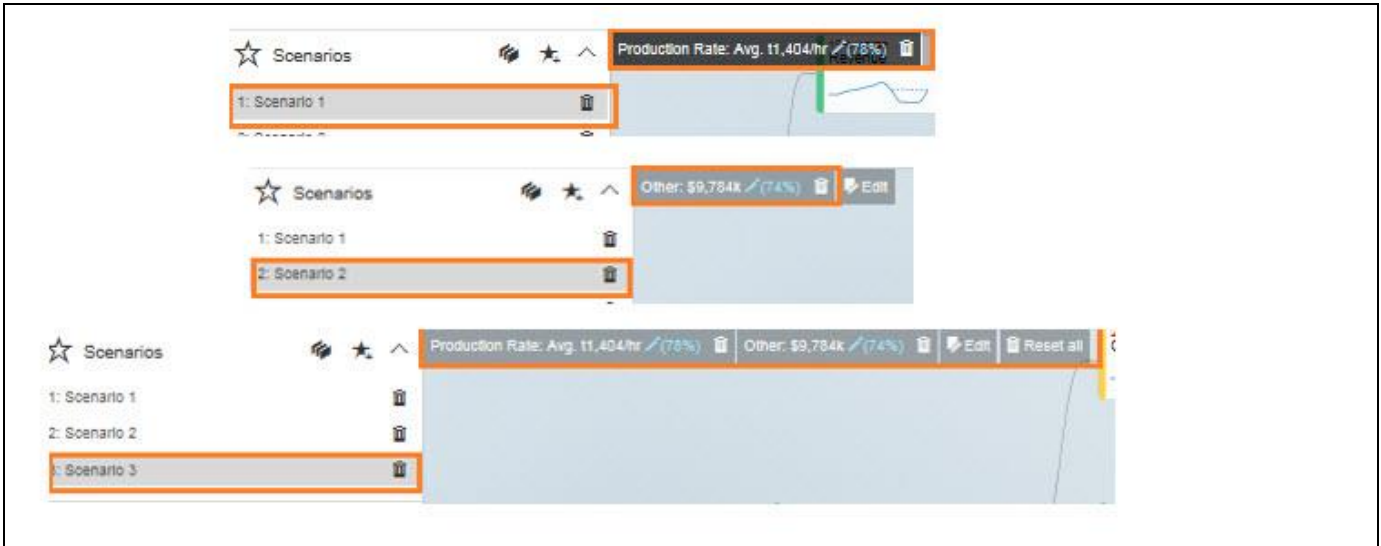 Scenarios
Production Rate: Avg. 11,404/hr (78%)
Revenue
1: Scenario 1
Scenarios
Other: $9,784k (74%) Edit
1: Scenario 1
2: Scenario 2
Scenarios
Production Rate: Avg. 11,404/hr (78%) Other: $9,784k (74%) Edit Reset all
1: Scenario 1
2: Scenario 2
: Scenario 3